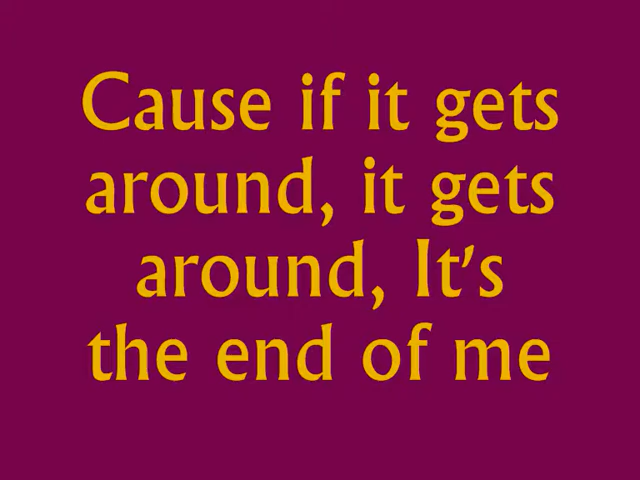 Cause if it gets
around, it gets
around, It's
the end of me